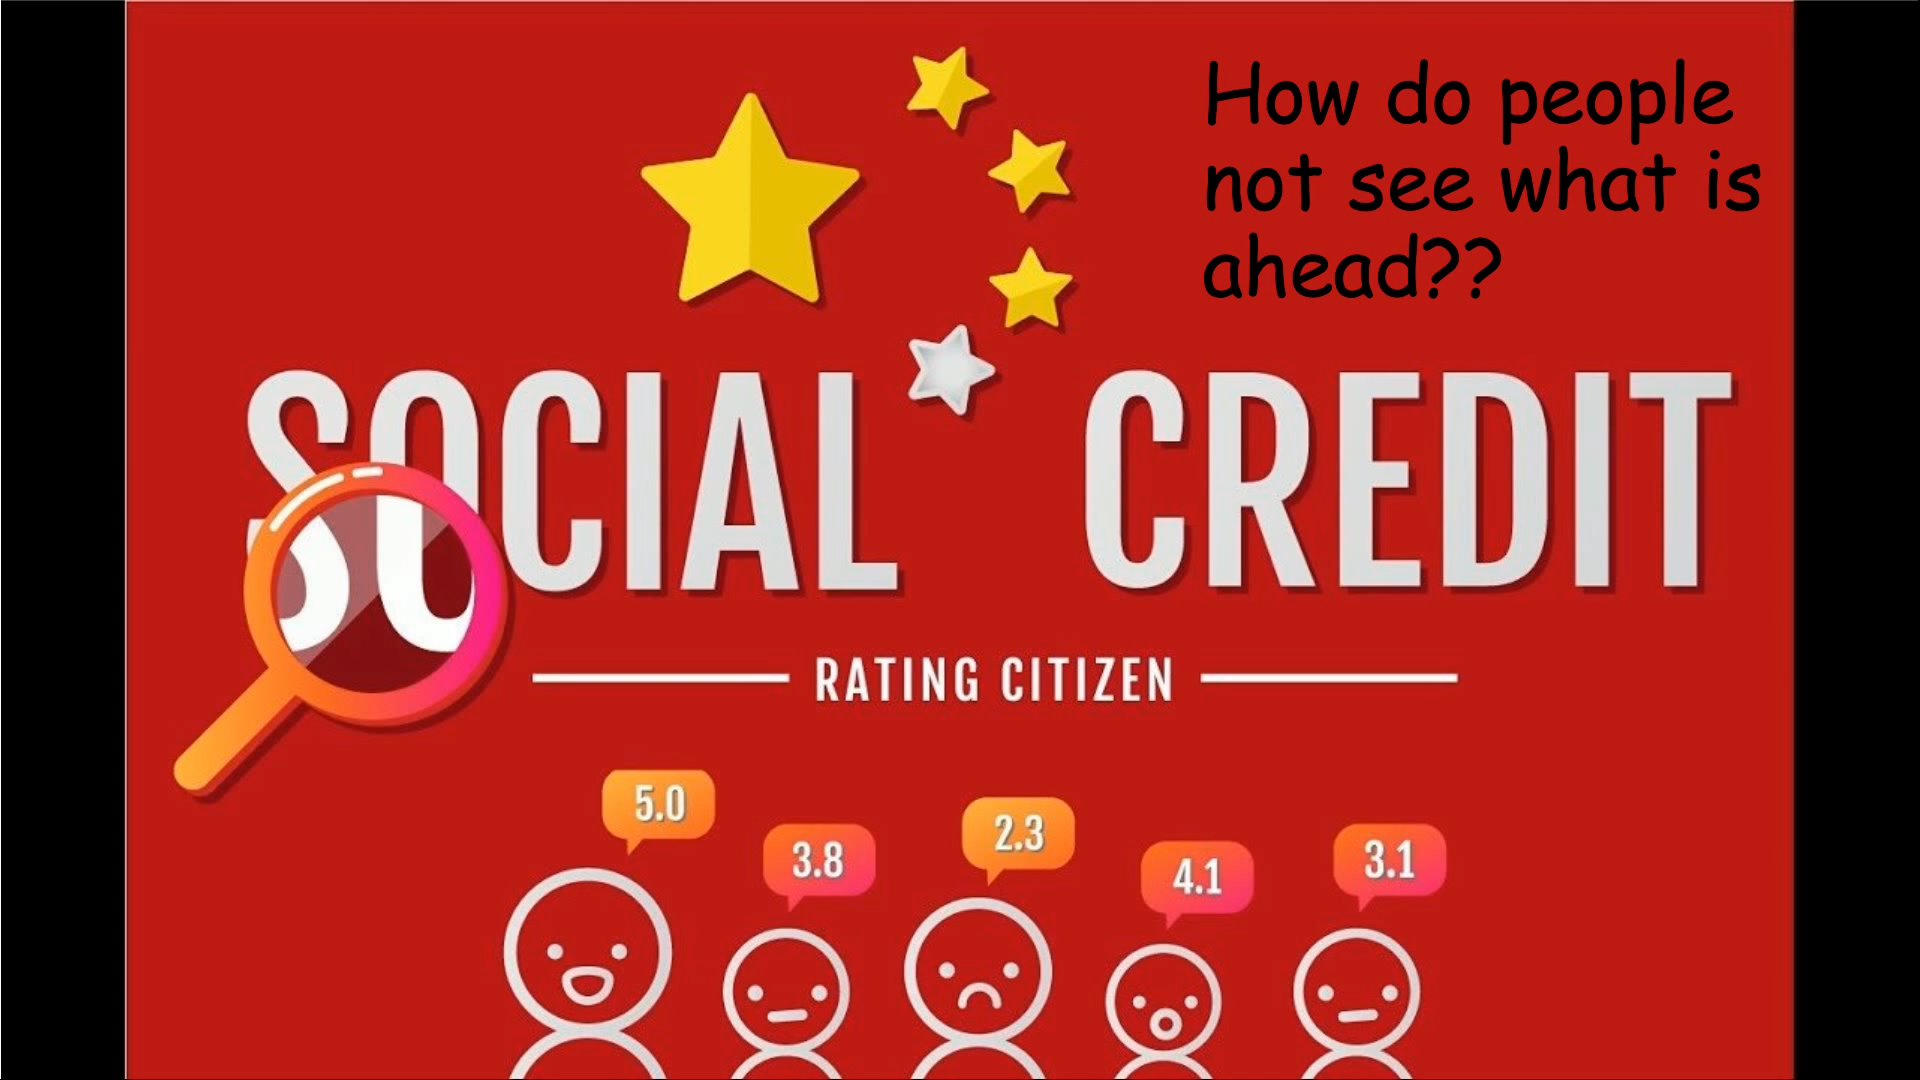 How do people
not see what is
ahead??
SOCIAL CREDIT
RATING CITIZEN
5.0
3.8
2.3
4.1
3.1